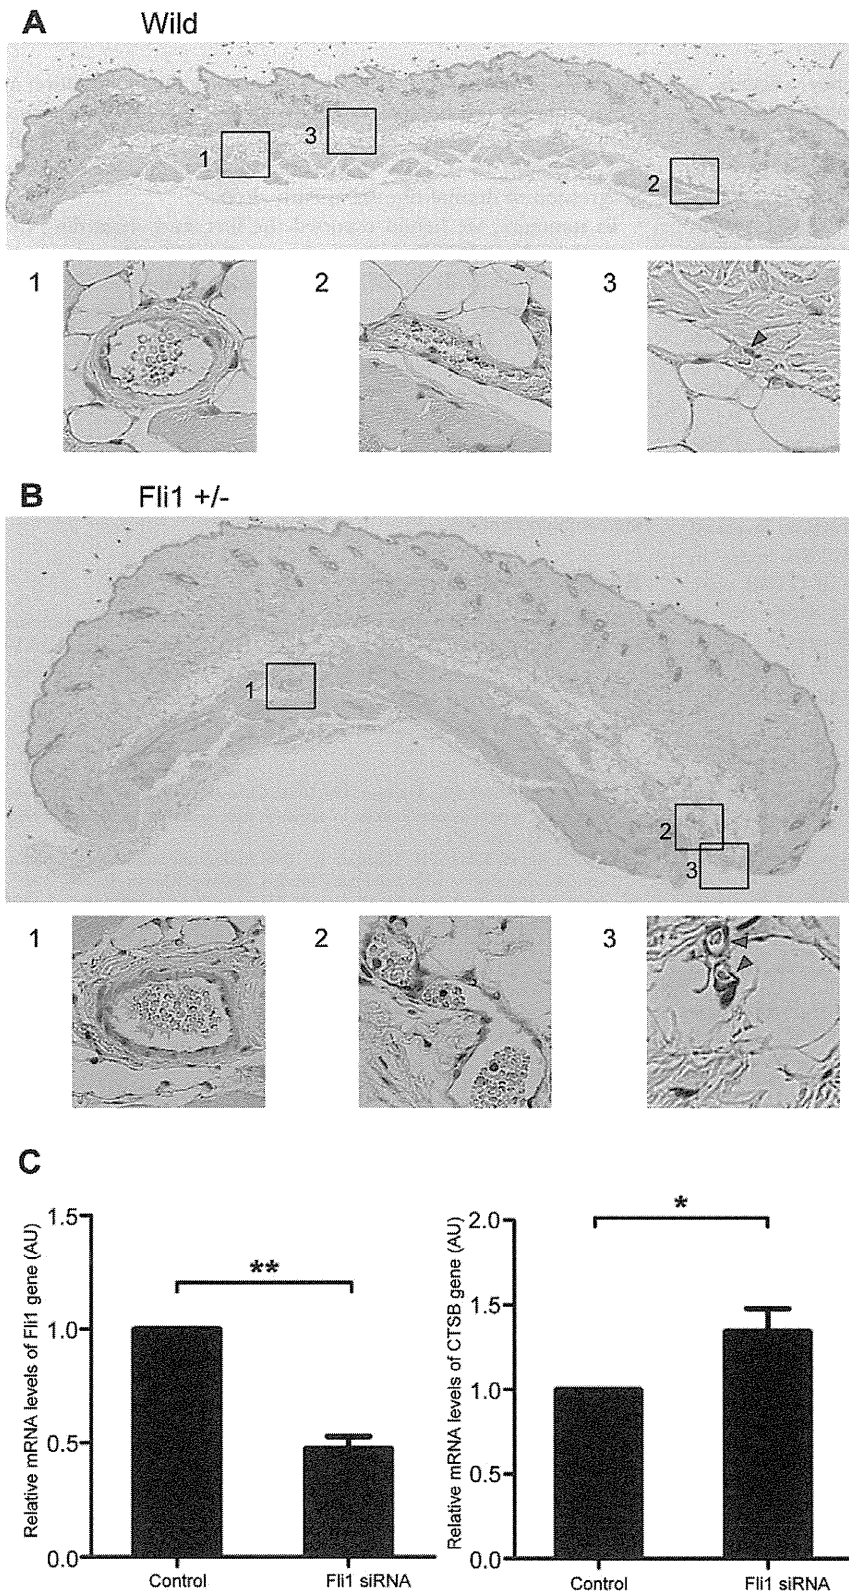 A Wild
1
3
2
1
2
3
B Fli1 +/-
1
2
3
1
2
3
C
Relative mRNA levels of Fli1 gene (AU)
1.5
1.0
0.5
0.0
**
Control
Fli1 siRNA
Relative mRNA levels of CTSB gene (AU)
2.0
1.5
1.0
0.5
0.0
*
Control
Fli1 siRNA